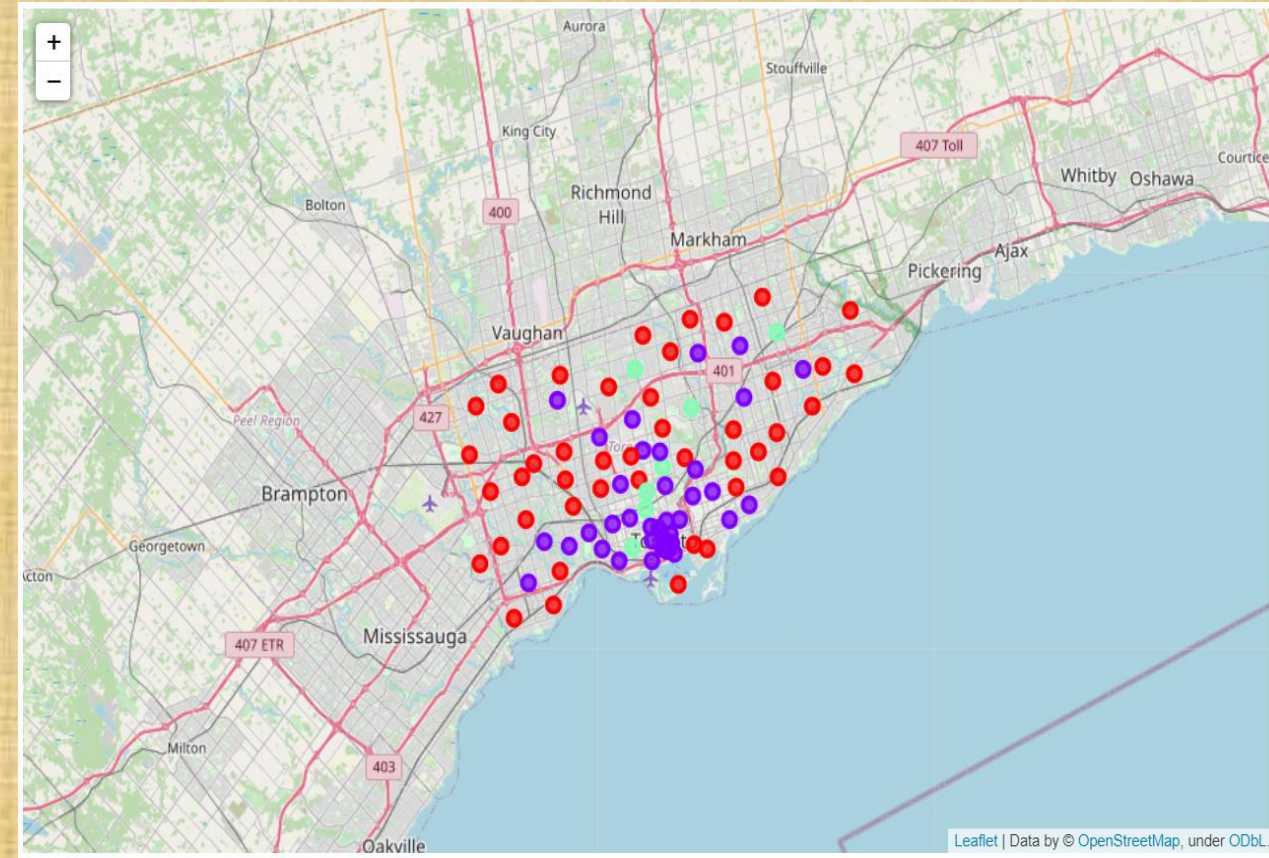 +
−
Aurora
Stouffville
King City
407 Toll
Courtice
Whitby
Oshawa
Richmond
Hill
Bolton
400
Markham
Ajax
Pickering
Vaughan
401
427
Peel Region
Brampton
Georgetown
Acton
Mississauga
407 ETR
Milton
403
Oakville
Leaflet | Data by © OpenStreetMap, under ODbL.